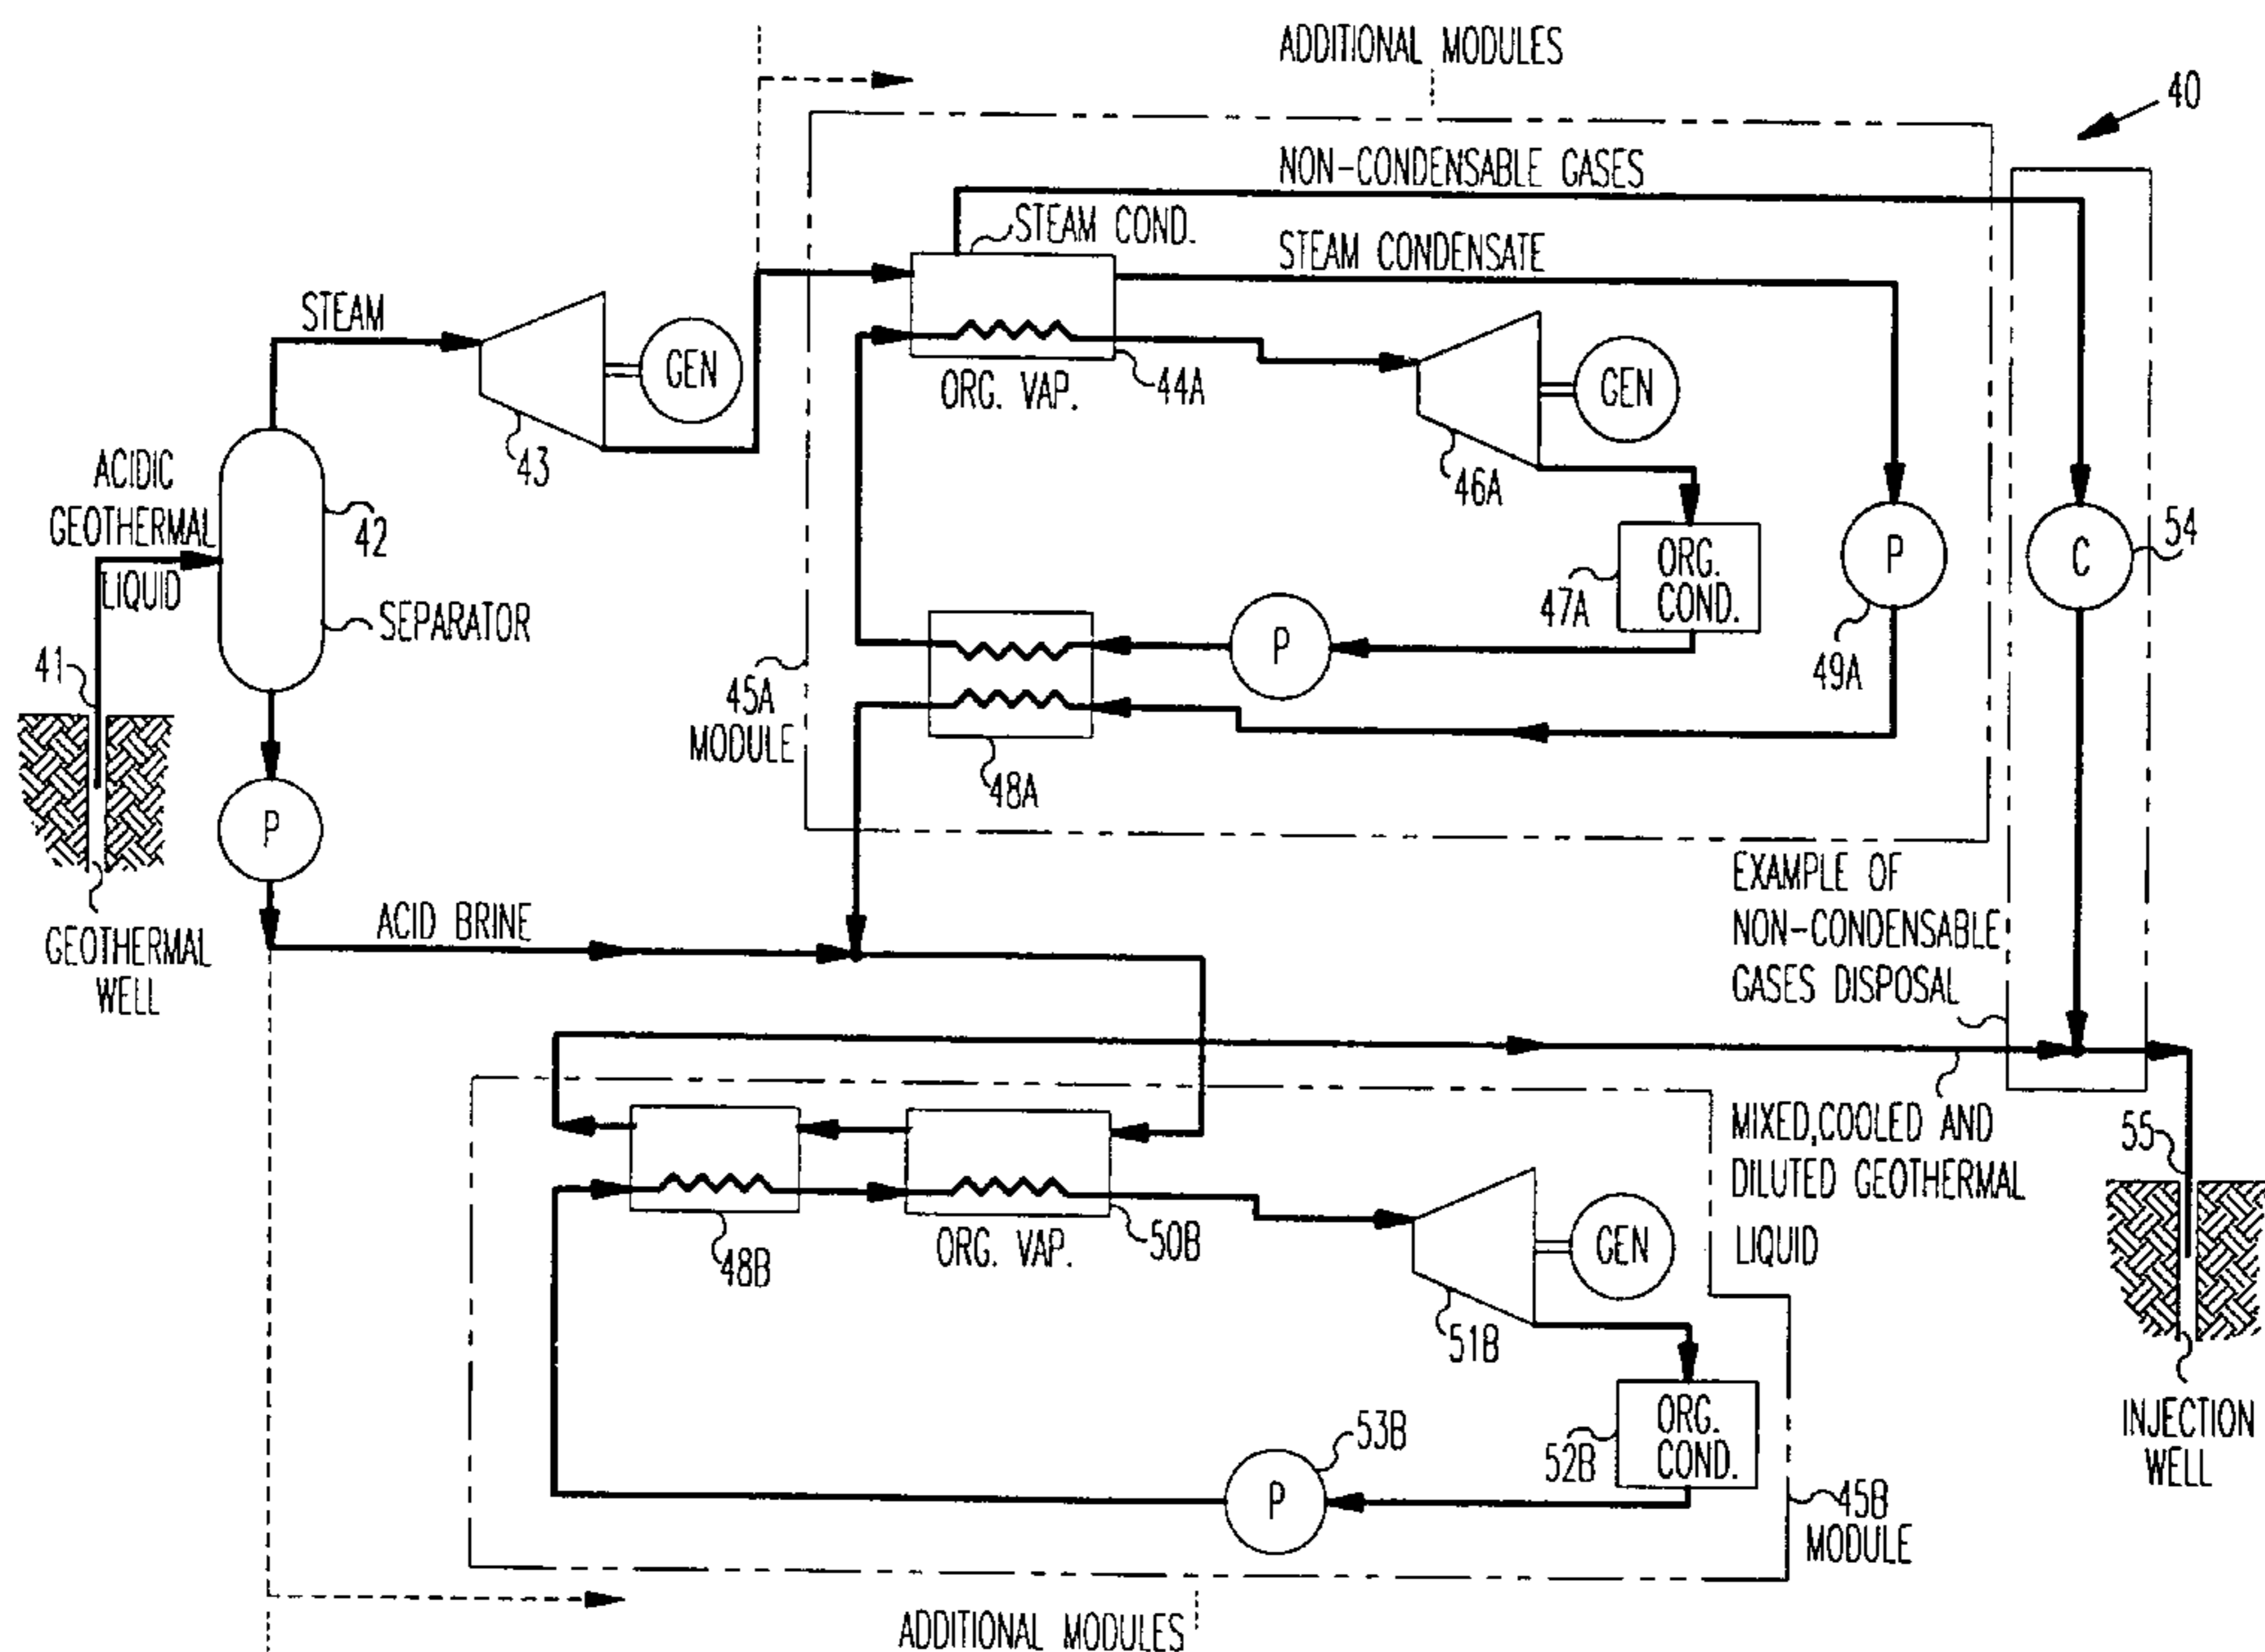 ADDITIONAL MODULES
40
NON-CONDENSABLE GASES
STEAM COND.
STEAM CONDENSATE
STEAM
GEN
43
ORG. VAP.
44A
GEN
46A
ACIDIC
GEOTHERMAL
LIQUID
42
SEPARATOR
41
ORG.
COND.
47A
P
49A
C
54
P
45A
MODULE
48A
P
GEOTHERMAL
WELL
ACID BRINE
EXAMPLE OF
NON-CONDENSABLE
GASES DISPOSAL
MIXED,COOLED AND
DILUTED GEOTHERMAL
LIQUID
55
48B
ORG. VAP.
50B
GEN
51B
ORG.
COND.
52B
P
53B
45B
MODULE
INJECTION
WELL
ADDITIONAL MODULES